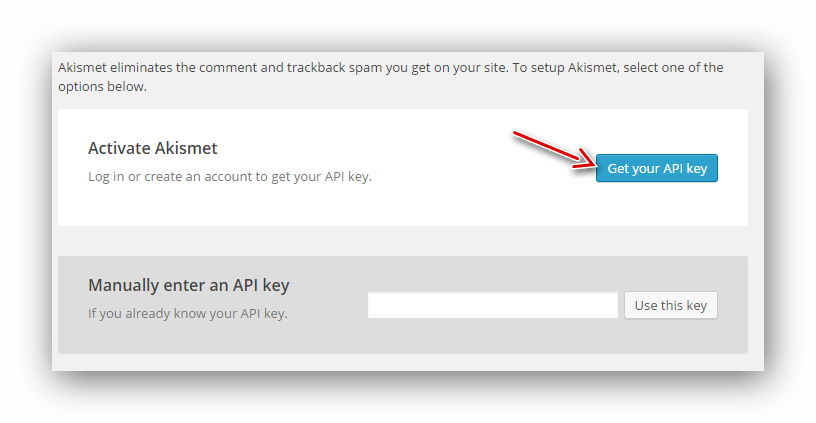 Akismet eliminates the comment and trackback spam you get on your site. To setup Akismet, select one of the
options below.
Activate Akismet
Log in or create an account to get your API key.
Get your API key
Manually enter an API key
If you already know your API key.
Use this key